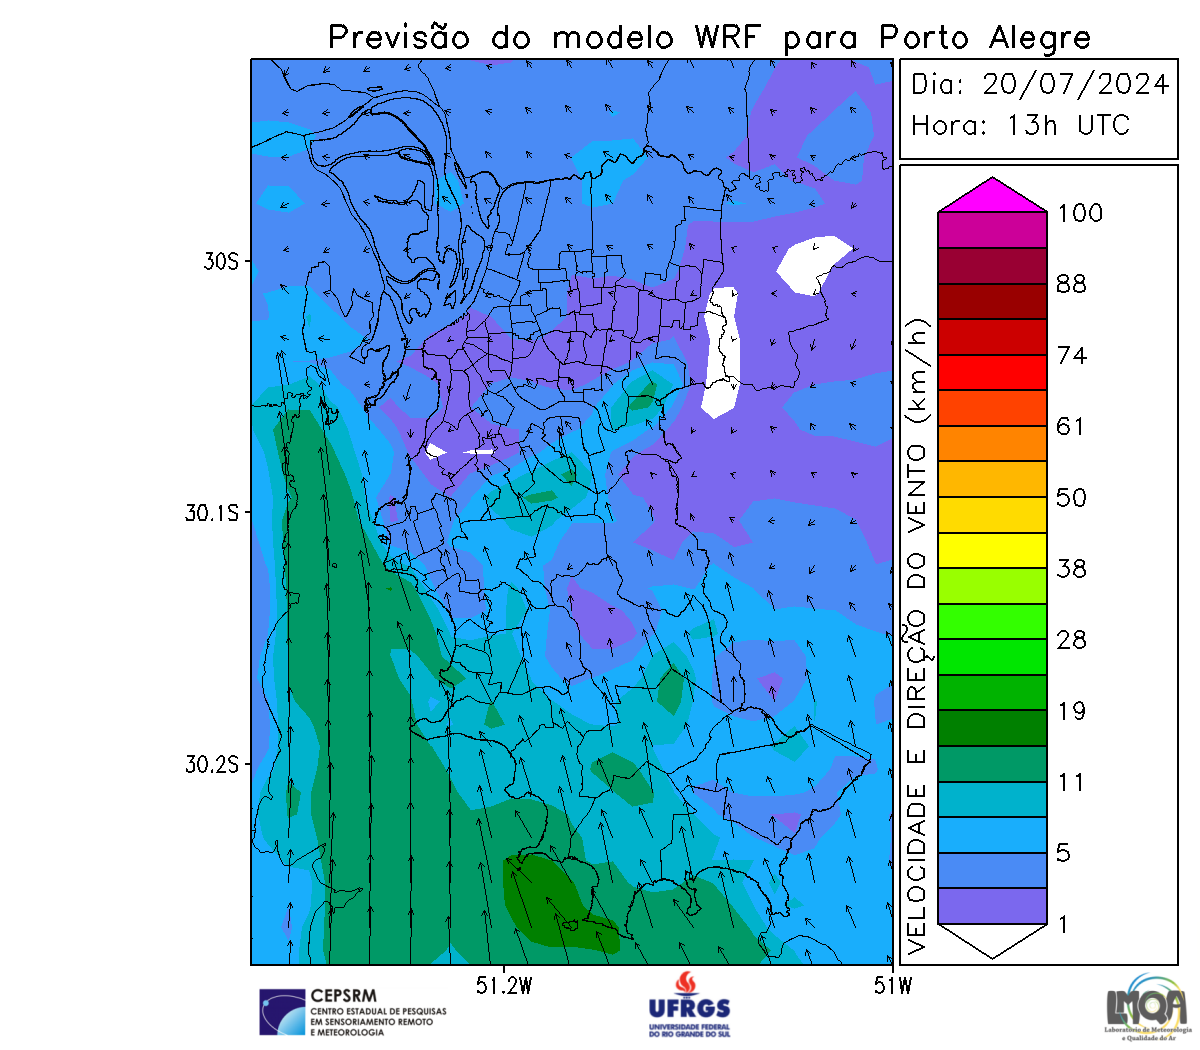 Previsão do modelo WRF para Porto Alegre
Dia: 20/07/2024
Hora: 13h UTC
30S
30.1S
30.2S
51.2W
51W
VELOCIDADE E DIREÇÃO DO VENTO (km/h)
100
88
74
61
50
38
28
19
11
5
1
CEPSRM
CENTRO ESTADUAL DE PESQUISAS
EM SENSORIAMENTO REMOTO
E METEOROLOGIA
UFRGS
UNIVERSIDADE FEDERAL
DO RIO GRANDE DO SUL
LMQA
Laboratório de Meteorologia
e Qualidade do Ar